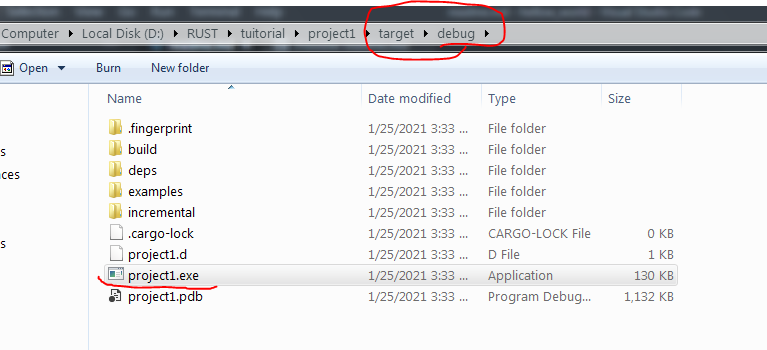 Computer ▸ Local Disk (D:) ▸ RUST ▸ tuitorial ▸ project1 ▸ target ▸ debug ▸
Open Burn New folder
Name Date modified Type Size
.fingerprint 1/25/2021 3:33 ... File folder
build 1/25/2021 3:33 ... File folder
deps 1/25/2021 3:33 ... File folder
examples 1/25/2021 3:33 ... File folder
incremental 1/25/2021 3:33 ... File folder
.cargo-lock 1/25/2021 3:33 ... CARGO-LOCK File 0 KB
project1.d 1/25/2021 3:33 ... D File 1 KB
project1.exe 1/25/2021 3:33 ... Application 130 KB
project1.pdb 1/25/2021 3:33 ... Program Debug... 1,132 KB